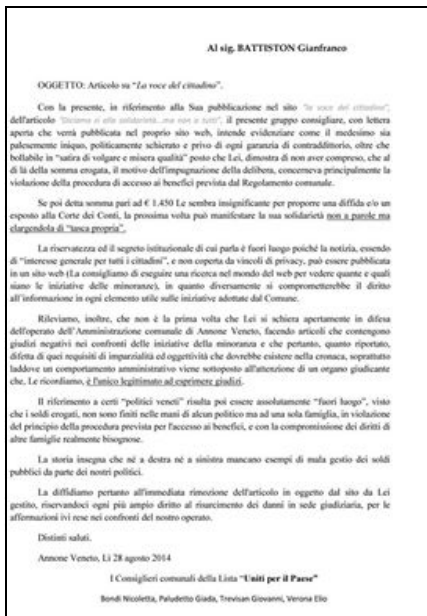 Al sig. BATTISTON Gianfranco
OGGETTO: Articolo su "La voce del cittadino".
Con la presente, in riferimento alla Sua pubblicazione nel sito "la voce del cittadino",
dell'articolo "Diciamo si alla solidarietà...ma non a tutti", il presente gruppo consigliare, con lettera
aperta che verrà pubblicata nel proprio sito web, intende evidenziare come il medesimo sia
palesemente iniquo, politicamente schierato e privo di ogni garanzia di contraddittorio, oltre che
bollabile in "satira di volgare e misera qualità" posto che Lei, dimostra di non aver compreso, che al
di là della somma erogata, il motivo dell'impugnazione della delibera, concerneva principalmente la
violazione della procedura di accesso ai benefici prevista dal Regolamento comunale.
Se poi detta somma pari ad € 1.450 Le sembra insignificante per proporre una diffida e/o un
esposto alla Corte dei Conti, la prossima volta può manifestare la sua solidarietà non a parole ma
elargendola di "tasca propria".
La riservatezza ed il segreto istituzionale di cui parla è fuori luogo poiché la notizia, essendo
di "interesse generale per tutti i cittadini", e non coperta da vincoli di privacy, può essere pubblicata
in un sito web (La consigliamo di eseguire una ricerca nel mondo del web per vedere quante e quali
siano le iniziative delle minoranze), in quanto diversamente si comprometterebbe il diritto
all'informazione in ogni elemento utile sulle iniziative adottate dal Comune.
Rileviamo, inoltre, che non è la prima volta che Lei si schiera apertamente in difesa
dell'operato dell'Amministrazione comunale di Annone Veneto, facendo articoli che contengono
giudizi negativi nei confronti delle iniziative della minoranza e che pertanto, quanto riportato,
difetta di quei requisiti di imparzialità ed oggettività che dovrebbe esistere nella cronaca, soprattutto
laddove un comportamento amministrativo viene sottoposto all'attenzione di un organo giudicante
che, Le ricordiamo, è l'unico legittimato ad esprimere giudizi.
Il riferimento a certi "politici veneti" risulta poi essere assolutamente "fuori luogo", visto
che i soldi erogati, non sono finiti nelle mani di alcun politico ma ad una sola famiglia, in violazione
del principio della procedura prevista per l'accesso ai benefici, e con la compromissione dei diritti di
altre famiglie realmente bisognose.
La storia insegna che né a destra né a sinistra mancano esempi di mala gestio dei soldi
pubblici da parte dei nostri politici.
La diffidiamo pertanto all'immediata rimozione dell'articolo in oggetto dal sito da Lei
gestito, riservandoci ogni più ampio diritto al risarcimento dei danni in sede giudiziaria, per le
affermazioni ivi rese nei confronti del nostro operato.
Distinti saluti.
Annone Veneto, Li 28 agosto 2014
I Consiglieri comunali della Lista "Uniti per il Paese"
Bondi Nicoletta, Paludetto Giada, Trevisan Giovanni, Verona Elio